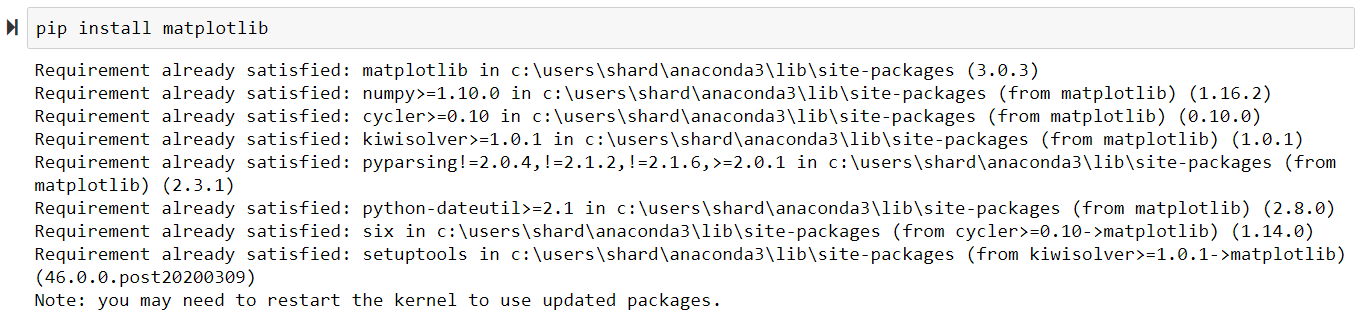 pip install matplotlib
Requirement already satisfied: matplotlib in c:\users\shard\anaconda3\lib\site-packages (3.0.3)
Requirement already satisfied: numpy>=1.10.0 in c:\users\shard\anaconda3\lib\site-packages (from matplotlib) (1.16.2)
Requirement already satisfied: cycler>=0.10 in c:\users\shard\anaconda3\lib\site-packages (from matplotlib) (0.10.0)
Requirement already satisfied: kiwisolver>=1.0.1 in c:\users\shard\anaconda3\lib\site-packages (from matplotlib) (1.0.1)
Requirement already satisfied: pyparsing!=2.0.4,!=2.1.2,!=2.1.6,>=2.0.1 in c:\users\shard\anaconda3\lib\site-packages (from
matplotlib) (2.3.1)
Requirement already satisfied: python-dateutil>=2.1 in c:\users\shard\anaconda3\lib\site-packages (from matplotlib) (2.8.0)
Requirement already satisfied: six in c:\users\shard\anaconda3\lib\site-packages (from cycler>=0.10->matplotlib) (1.14.0)
Requirement already satisfied: setuptools in c:\users\shard\anaconda3\lib\site-packages (from kiwisolver>=1.0.1->matplotlib)
(46.0.0.post20200309)
Note: you may need to restart the kernel to use updated packages.